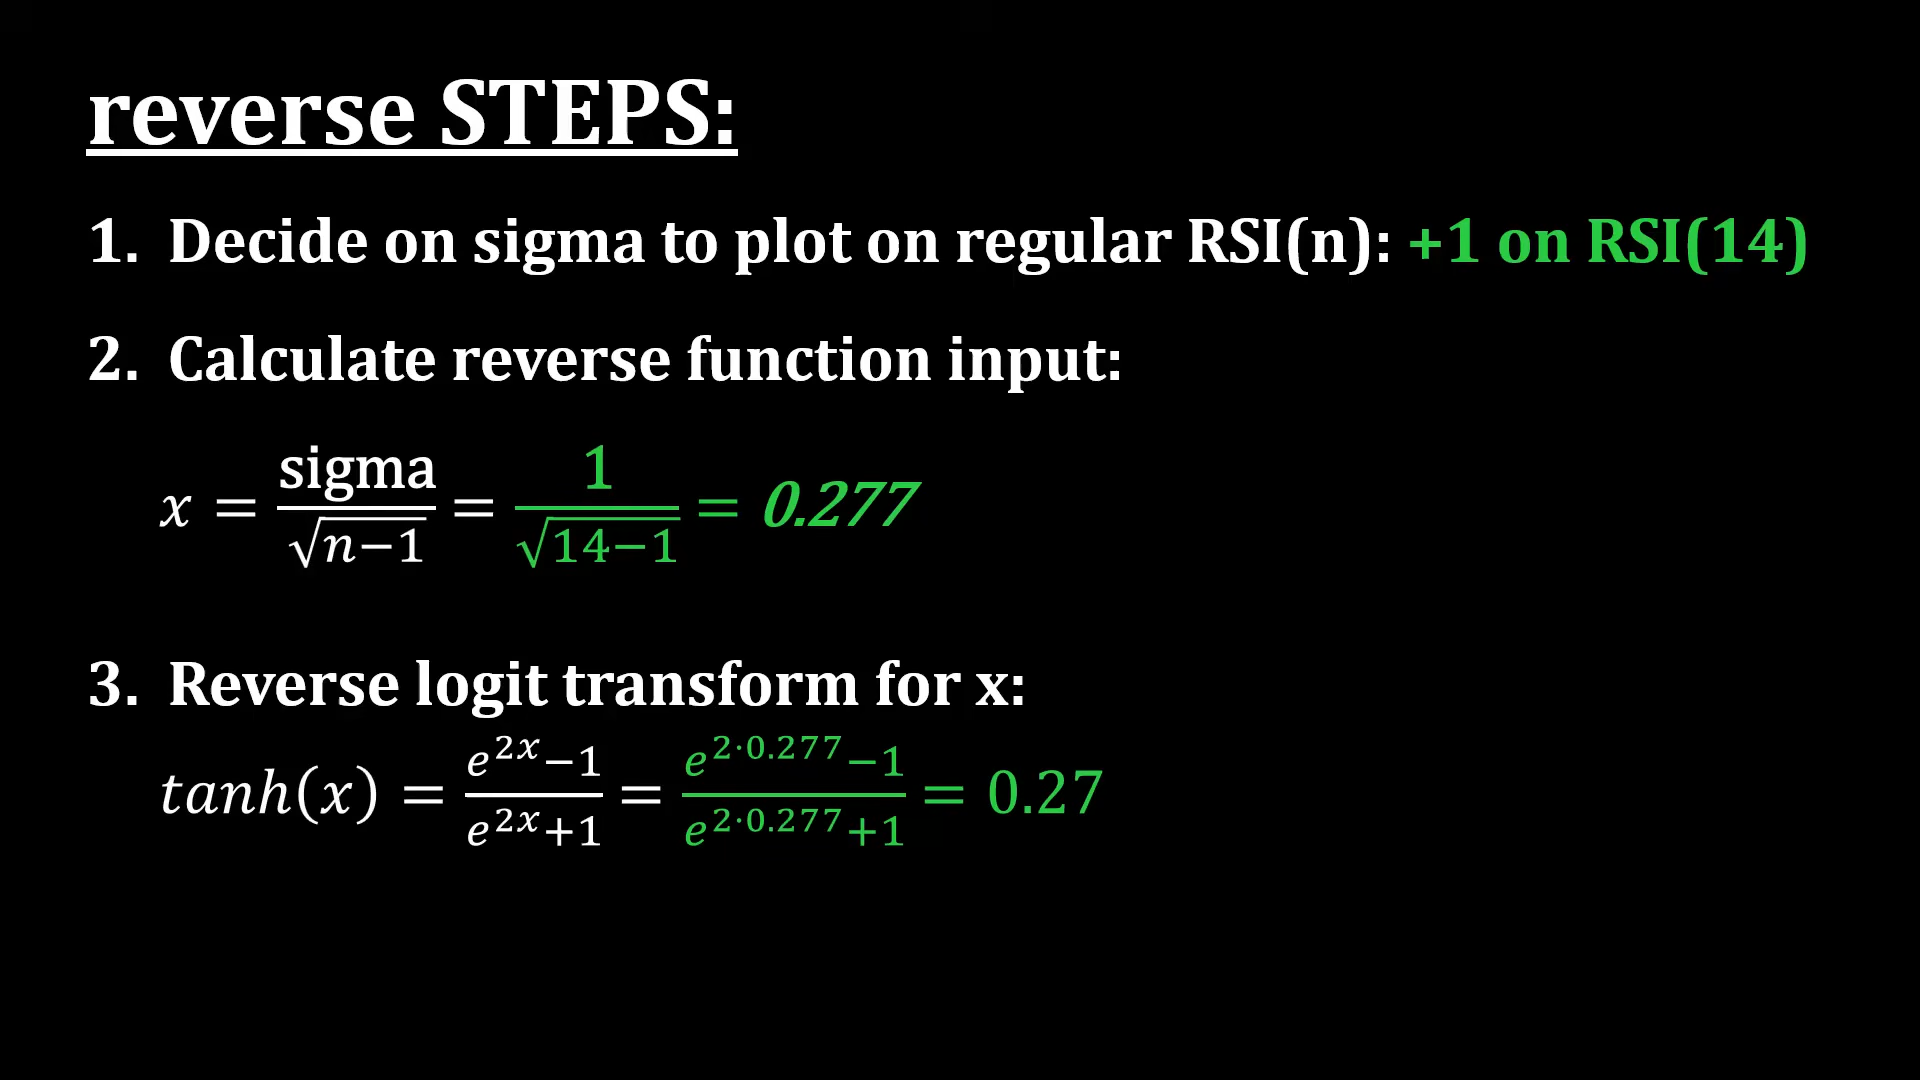 reverse STEPS:
1. Decide on sigma to plot on regular RSI(n): +1 on RSI(14)
2. Calculate reverse function input:
x = sigma/√(n−1) = 1/√(14−1) = 0.277
3. Reverse logit transform for x:
tanh(x) = (e^(2x)−1)/(e^(2x)+1) = (e^(2·0.277)−1)/(e^(2·0.277)+1) = 0.27